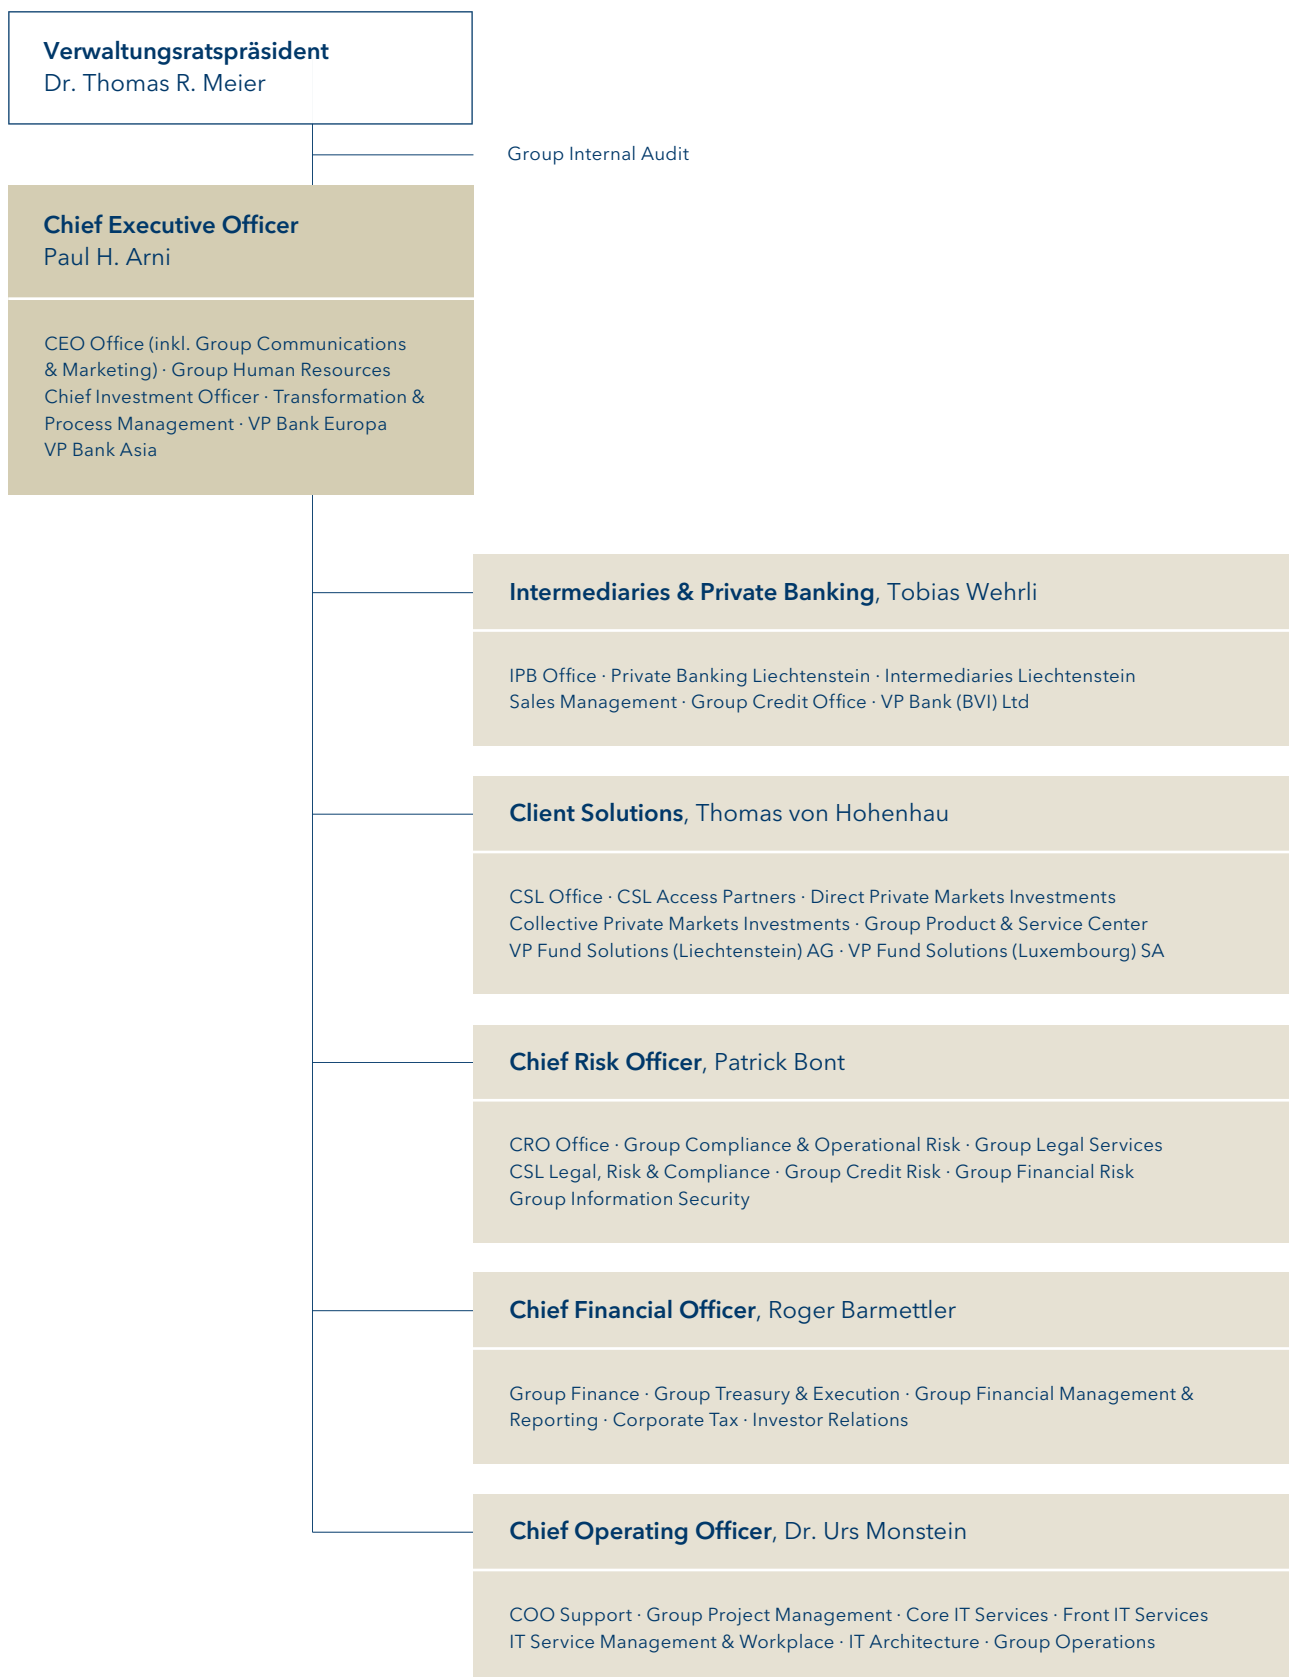 Verwaltungsratspräsident
Dr. Thomas R. Meier
Group Internal Audit
Chief Executive Officer
Paul H. Arni
CEO Office (inkl. Group Communications
& Marketing) · Group Human Resources
Chief Investment Officer · Transformation &
Process Management · VP Bank Europa
VP Bank Asia
Intermediaries & Private Banking, Tobias Wehrli
IPB Office · Private Banking Liechtenstein · Intermediaries Liechtenstein
Sales Management · Group Credit Office · VP Bank (BVI) Ltd
Client Solutions, Thomas von Hohenhau
CSL Office · CSL Access Partners · Direct Private Markets Investments
Collective Private Markets Investments · Group Product & Service Center
VP Fund Solutions (Liechtenstein) AG · VP Fund Solutions (Luxembourg) SA
Chief Risk Officer, Patrick Bont
CRO Office · Group Compliance & Operational Risk · Group Legal Services
CSL Legal, Risk & Compliance · Group Credit Risk · Group Financial Risk
Group Information Security
Chief Financial Officer, Roger Barmettler
Group Finance · Group Treasury & Execution · Group Financial Management &
Reporting · Corporate Tax · Investor Relations
Chief Operating Officer, Dr. Urs Monstein
COO Support · Group Project Management · Core IT Services · Front IT Services
IT Service Management & Workplace · IT Architecture · Group Operations